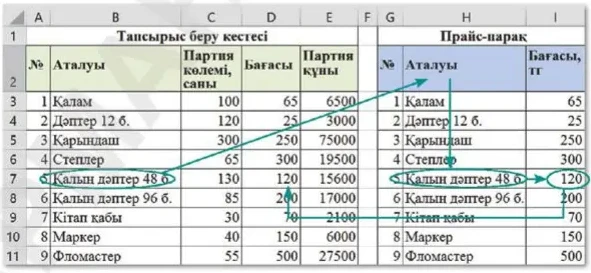 A B C D E F G H I
1 Тапсырыс беру кестесі Прайс-парақ
2 № Аталуы Партия көлемі, саны Бағасы Партия құны № Аталуы Бағасы, тг
3 1 Қалам 100 65 6500 1 Қалам 65
4 2 Дәптер 12 б. 120 25 3000 2 Дәптер 12 б. 25
5 3 Қарындаш 300 250 75000 3 Қарындаш 250
6 4 Степлер 65 300 19500 4 Степлер 300
7 5 Қалың дәптер 48 б. 130 120 15600 5 Қалың дәптер 48 б. 120
8 6 Қалың дәптер 96 б. 85 200 17000 6 Қалың дәптер 96 б. 200
9 7 Кітап қабы 30 70 2100 7 Кітап қабы 70
10 8 Маркер 40 150 6000 8 Маркер 150
11 9 Фломастер 55 500 27500 9 Фломастер 500